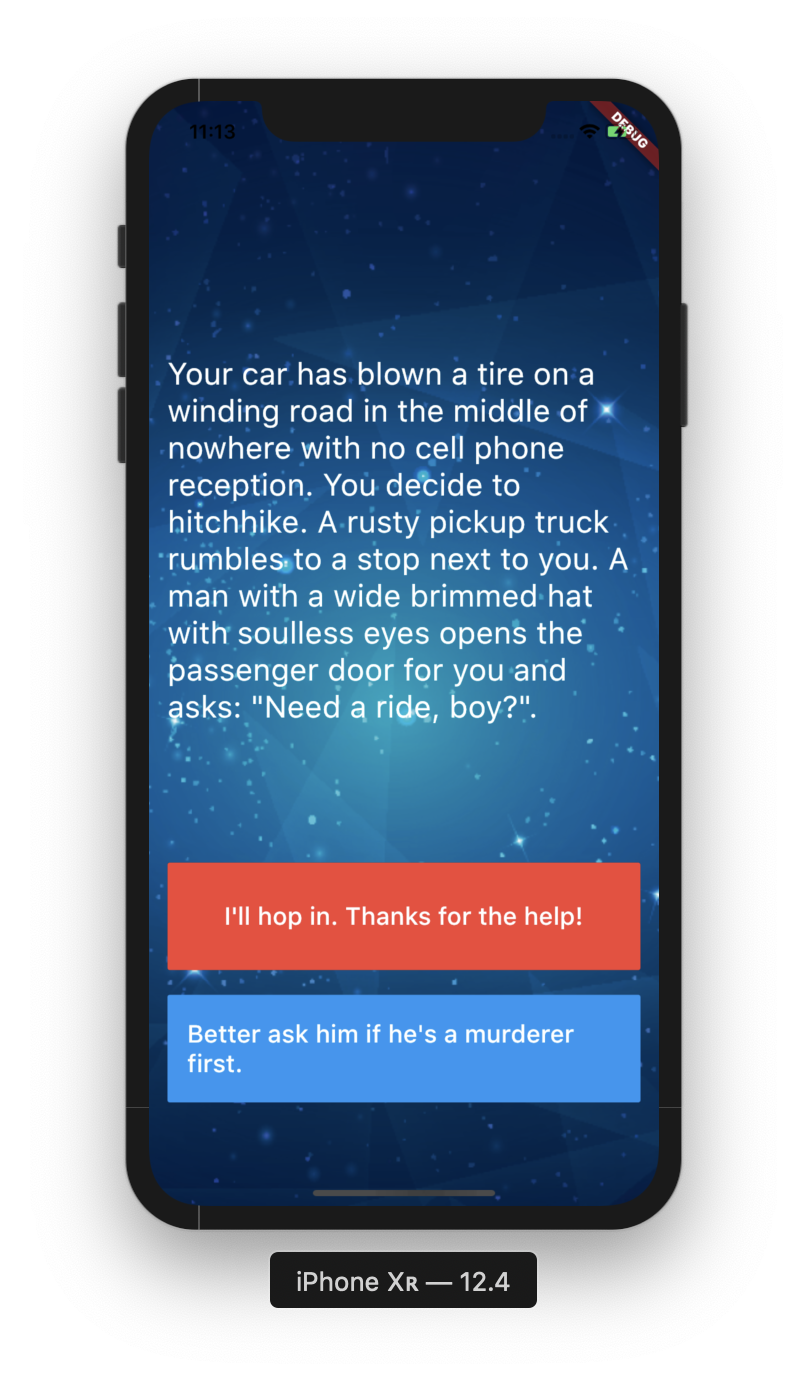 11:13
DEBUG
Your car has blown a tire on a
winding road in the middle of
nowhere with no cell phone
reception. You decide to
hitchhike. A rusty pickup truck
rumbles to a stop next to you. A
man with a wide brimmed hat
with soulless eyes opens the
passenger door for you and
asks: "Need a ride, boy?".
I'll hop in. Thanks for the help!
Better ask him if he's a murderer
first.
iPhone Xʀ — 12.4